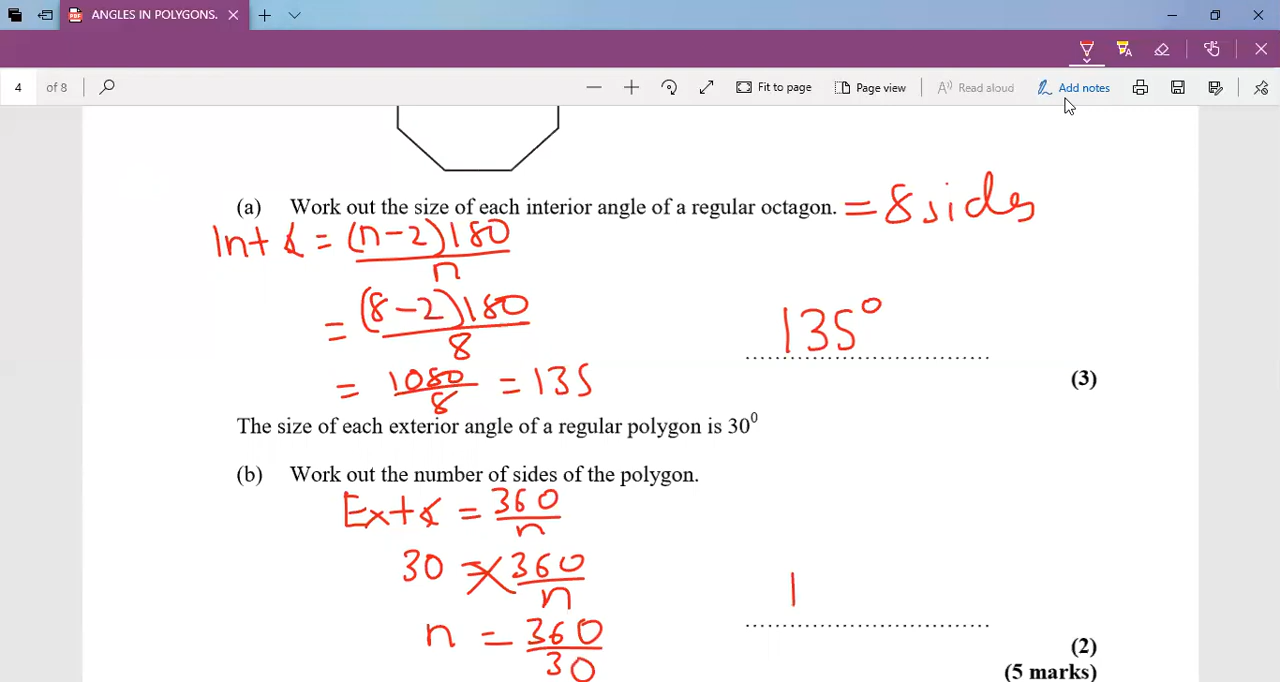 ANGLES IN POLYGONS.
4 of 8 Fit to page Page view Read aloud Add notes
(a) Work out the size of each interior angle of a regular octagon. = 8 sides
Int ∡ = (n-2)180/n
= (8-2)180/8
135°
= 1080/8 = 135
(3)
The size of each exterior angle of a regular polygon is 30⁰
(b) Work out the number of sides of the polygon.
Ext ∡ = 360/n
30 = 360/n
1
n = 360/30
(2)
(5 marks)